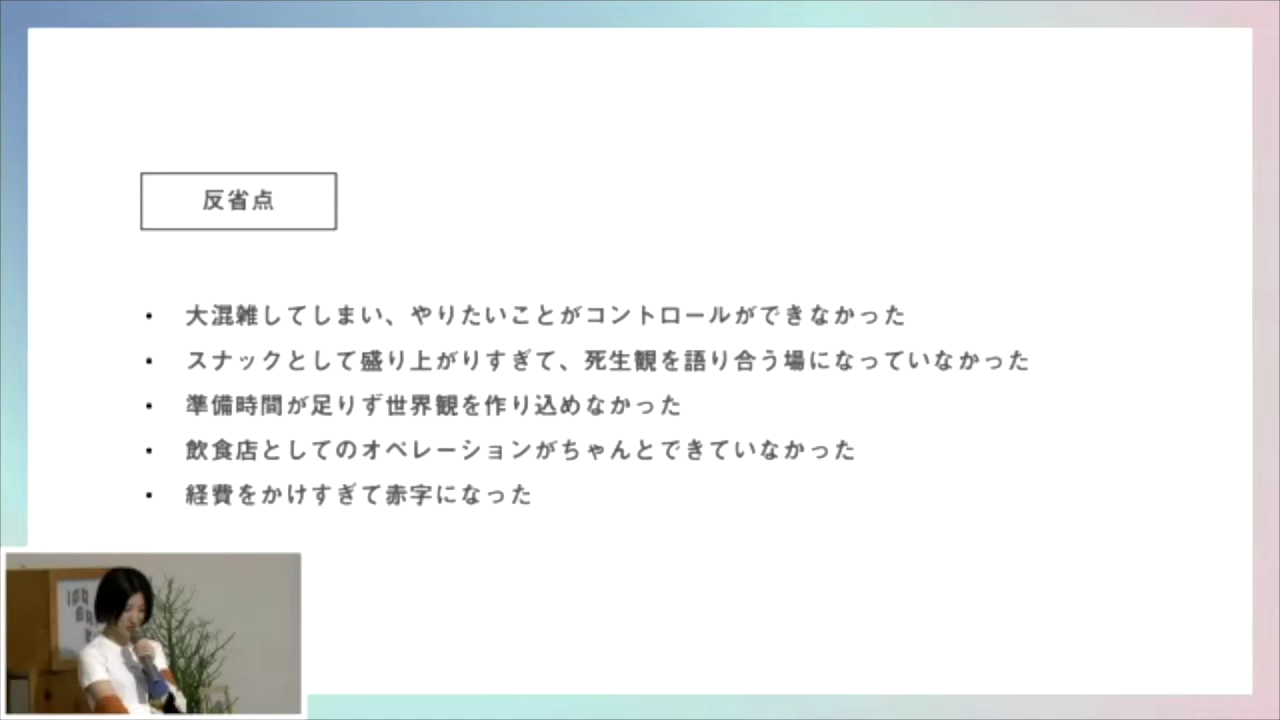 反省点
・ 大混雑してしまい、やりたいことがコントロールができなかった
・ スナックとして盛り上がりすぎて、死生観を語り合う場になっていなかった
・ 準備時間が足りず世界観を作り込めなかった
・ 飲食店としてのオペレーションがちゃんとできていなかった
・ 経費をかけすぎて赤字になった